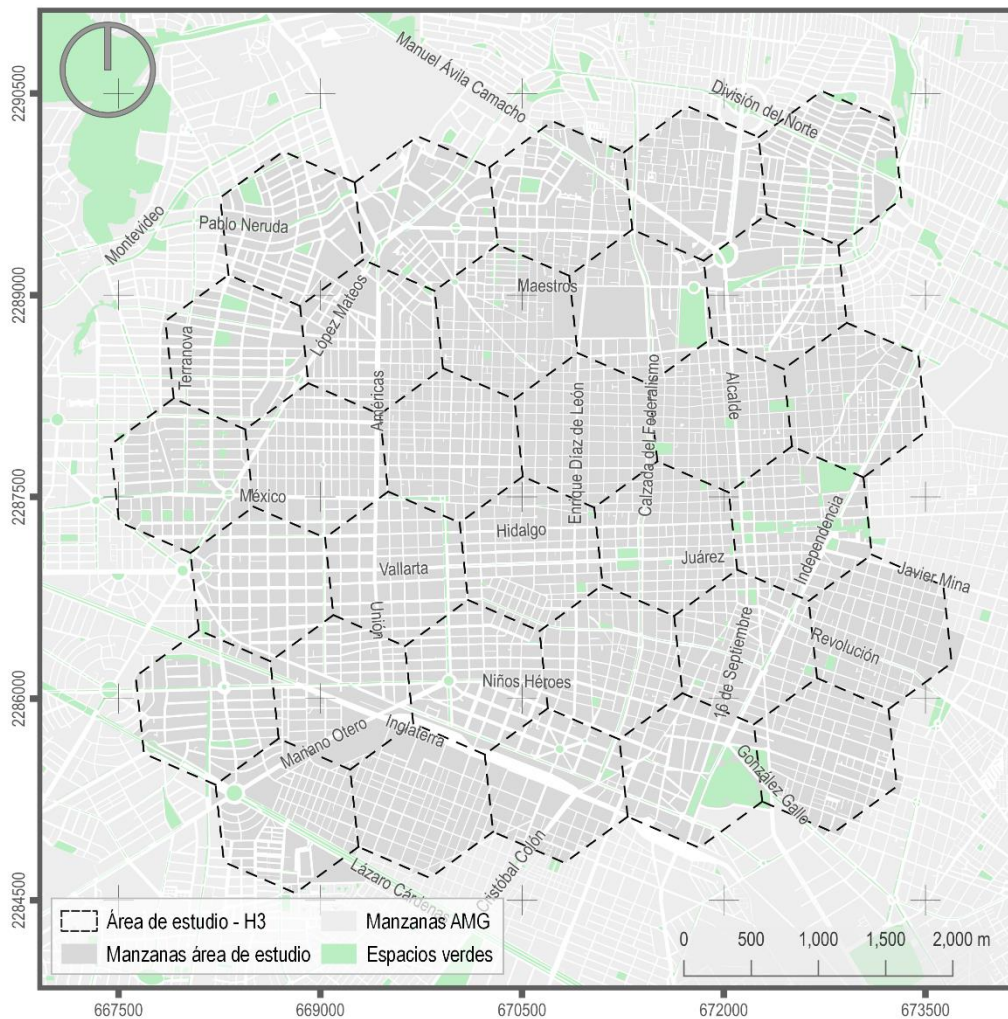 2290500
2289000
2287500
2286000
2284500
Manuel Ávila Camacho
División del Norte
Montevideo
Pablo Neruda
López Mateos
Maestros
Terranova
Américas
Enrique Díaz de León
Calzada del Federalismo
Alcalde
México
Hidalgo
Independencia
Vallarta
Juárez
Javier Mina
Unión
16 de Septiembre
Revolución
Niños Héroes
Mariano Otero
Inglaterra
González Gallo
Cristóbal Colón
Lázaro Cárdenas
Área de estudio - H3
Manzanas AMG
Manzanas área de estudio
Espacios verdes
0 500 1,000 1,500 2,000 m
667500 669000 670500 672000 673500